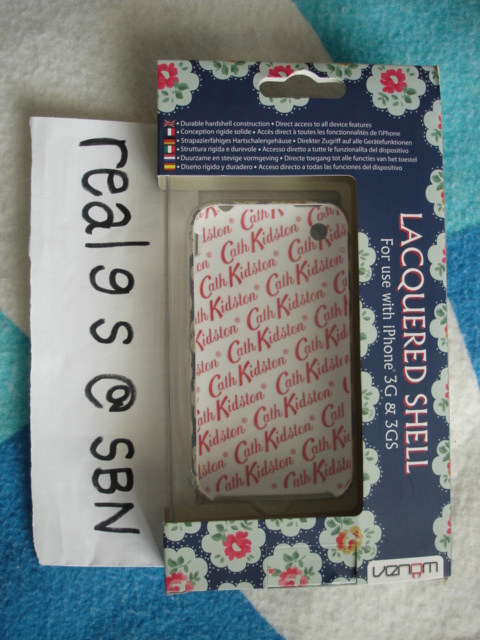 real9s@SBN
• Durable hardshell construction • Direct access to all device features
• Conception rigide solide • Accès direct à toutes les fonctionnalités de l'iPhone
• Strapazierfähiges Hartschalengehäuse • Direkter Zugriff auf alle Gerätefunktionen
• Struttura rigida e durevole • Accesso diretto a tutte le funzionalità del dispositivo
• Duurzame en stevige vormgeving • Directe toegang tot alle functies van het toestel
• Diseño rígido y duradero • Acceso directo a todas las funciones del dispositivo
LACQUERED SHELL
For use with iPhone® 3G & 3GS
Cath Kidston®
venom